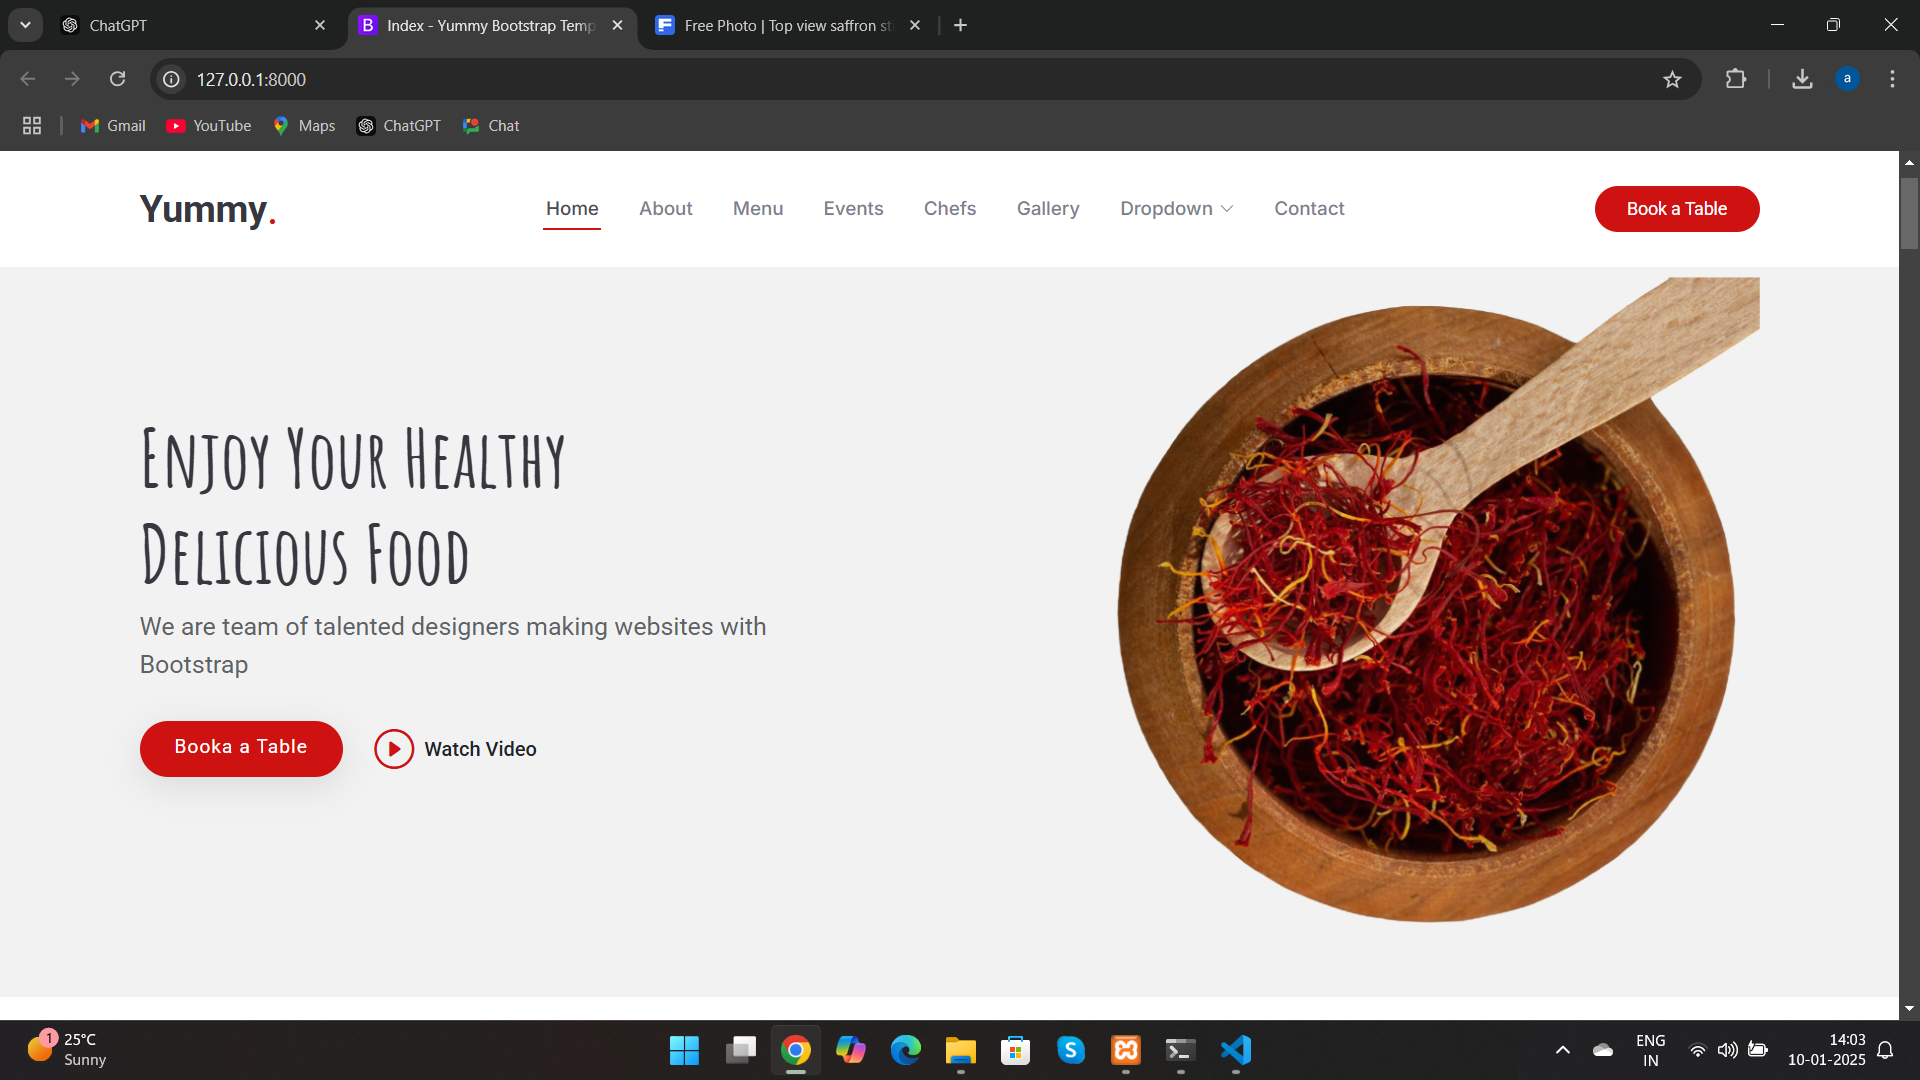 ChatGPT
Index - Yummy Bootstrap Temp
Free Photo | Top view saffron st
127.0.0.1:8000
a
Gmail
YouTube
Maps
ChatGPT
Chat
Yummy.
Home
About
Menu
Events
Chefs
Gallery
Dropdown
Contact
Book a Table
Enjoy Your Healthy
Delicious Food
We are team of talented designers making websites with
Bootstrap
Booka a Table
Watch Video
1
25°C
Sunny
ENG
IN
14:03
10-01-2025